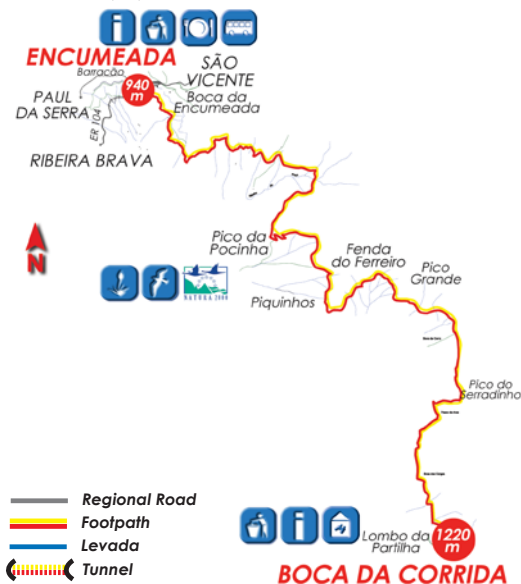 ENCUMEADA
Barracão
SÃO
VICENTE
940
m
PAUL
DA SERRA
Boca da
Encumeada
ER 104
RIBEIRA BRAVA
N
Pico da
Pocinha
Fenda
do Ferreiro
Pico
Grande
NATURA 2000
Piquinhos
Pico do
Serradinho
Regional Road
Footpath
Levada
Tunnel
Lombo da
Partilha
1220
m
BOCA DA CORRIDA